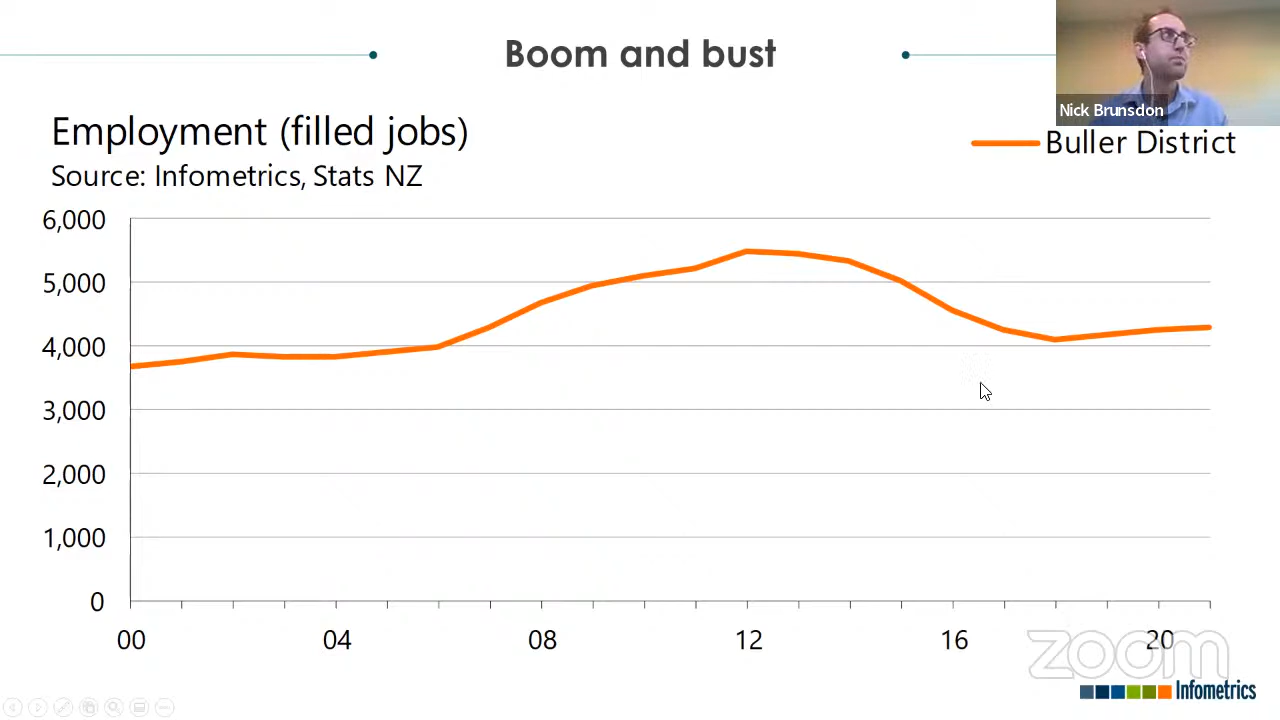 Boom and bust
Nick Brunsdon
Employment (filled jobs)
Source: Infometrics, Stats NZ
Buller District
6,000
5,000
4,000
3,000
2,000
1,000
0
00 04 08 12 16 20
zoom
Infometrics